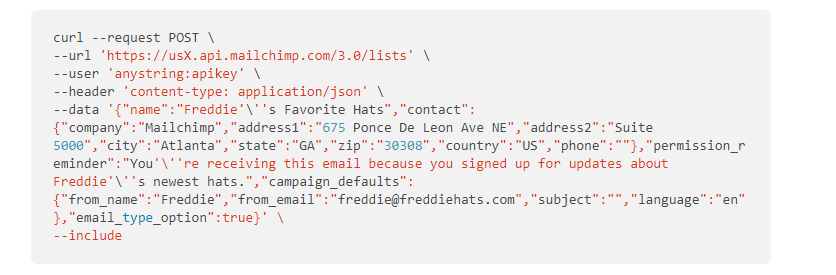 curl --request POST \
--url 'https://usX.api.mailchimp.com/3.0/lists' \
--user 'anystring:apikey' \
--header 'content-type: application/json' \
--data '{"name":"Freddie'\''s Favorite Hats","contact":
{"company":"Mailchimp","address1":"675 Ponce De Leon Ave NE","address2":"Suite
5000","city":"Atlanta","state":"GA","zip":"30308","country":"US","phone":""},"permission_r
eminder":"You'\''re receiving this email because you signed up for updates about
Freddie'\''s newest hats.","campaign_defaults":
{"from_name":"Freddie","from_email":"freddie@freddiehats.com","subject":"","language":"en"
},"email_type_option":true}' \
--include